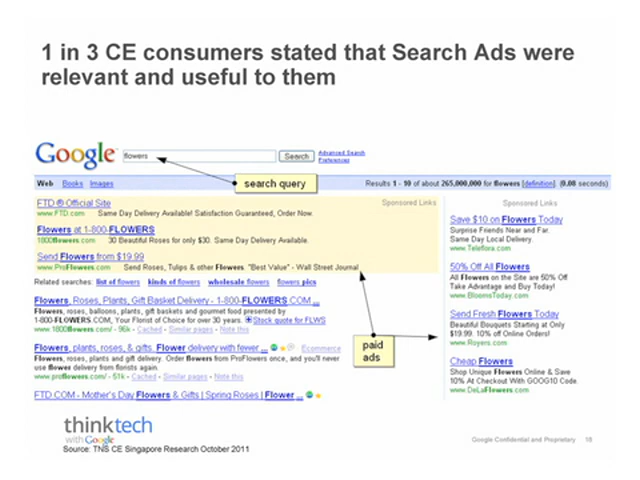 1 in 3 CE consumers stated that Search Ads were
relevant and useful to them
Google
flowers
Search
Advanced Search
Preferences
search query
Web Books Images
Results 1 - 10 of about 265,000,000 for flowers [definition] (0.08 seconds)
FTD ® Official Site
Sponsored Links
www.FTD.com Same Day Delivery Available! Satisfaction Guaranteed, Order Now.
Flowers at 1-800-FLOWERS
1800flowers.com 30 Beautiful Roses for only $30. Same Day Delivery Available.
Send Flowers from $19.99
www.ProFlowers.com Send Roses, Tulips & other Flowers. "Best Value" - Wall Street Journal
Related searches: list of flowers kinds of flowers wholesale flowers flowers pics
Flowers, Roses, Plants, Gift Basket Delivery - 1-800-FLOWERS.COM ...
Flowers, roses, balloons, plants, gift baskets and gourmet food presented by
1-800-FLOWERS.COM, Your Florist of Choice for over 30 years. Stock quote for FLWS
www.1800flowers.com/ - 96k - Cached - Similar pages - Note this
Flowers, plants, roses, & gifts. Flower delivery with fewer ... Ecommerce
Flowers, roses, plants and gift delivery. Order flowers from ProFlowers once, and you'll never
use flower delivery from florists again.
www.proflowers.com/ - 51k - Cached - Similar pages - Note this
FTD.COM - Mother's Day Flowers & Gifts | Spring Roses | Flower ...
Sponsored Links
Save $10 on Flowers Today
Surprise Friends Near and Far.
Same Day Local Delivery.
www.Teleflora.com
50% Off All Flowers
All Flowers on the Site are 50% Off
Take Advantage and Buy Today!
www.BloomsToday.com
Send Fresh Flowers Today
Beautiful Bouquets Starting at Only
$19.99. 10% off Online Orders!
www.Royers.com
Cheap Flowers
Shop Unique Flowers Online & Save
10% At Checkout With GOOG10 Code.
www.DeLaFlowers.com
paid
ads
thinktech
with Google
Source: TNS CE Singapore Research October 2011
Google Confidential and Proprietary 18